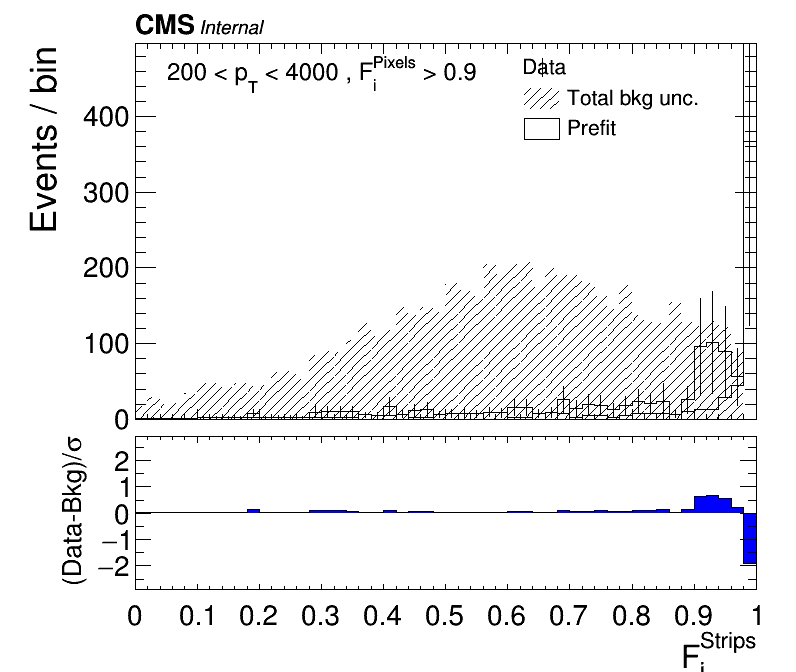 CMS Internal
200 < p_T < 4000 , F_i^Pixels > 0.9
Data
Total bkg unc.
Prefit
Events / bin
400
300
200
100
0
(Data-Bkg)/σ
2
1
0
−1
−2
0 0.1 0.2 0.3 0.4 0.5 0.6 0.7 0.8 0.9 1
F_i^Strips